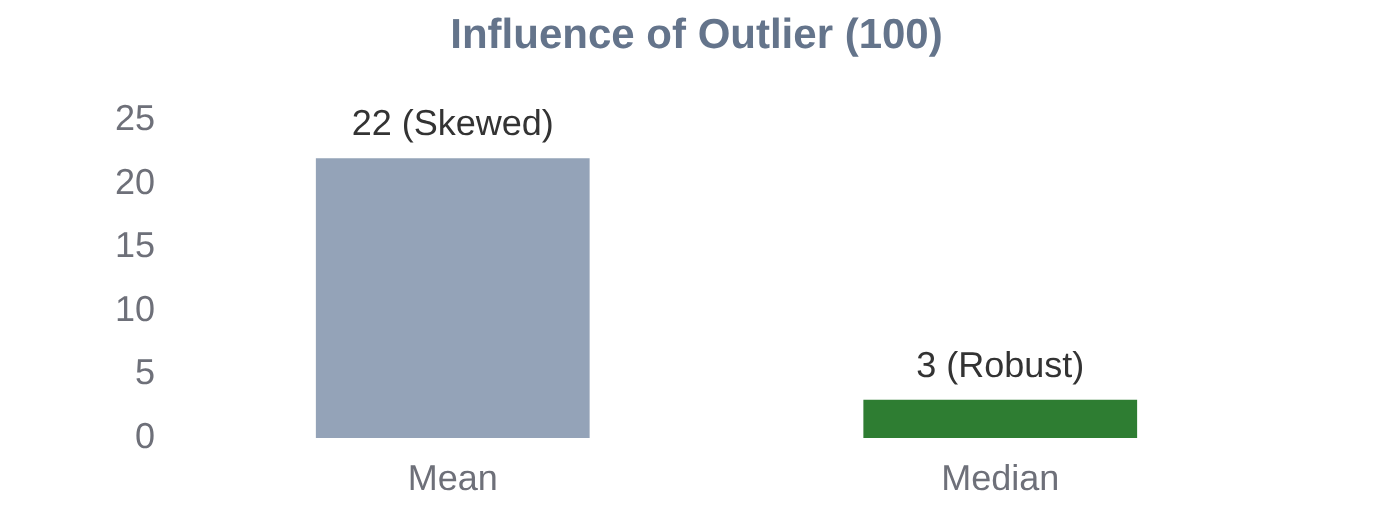 Influence of Outlier (100)
25
22 (Skewed)
20
15
10
3 (Robust)
5
0
Mean
Median